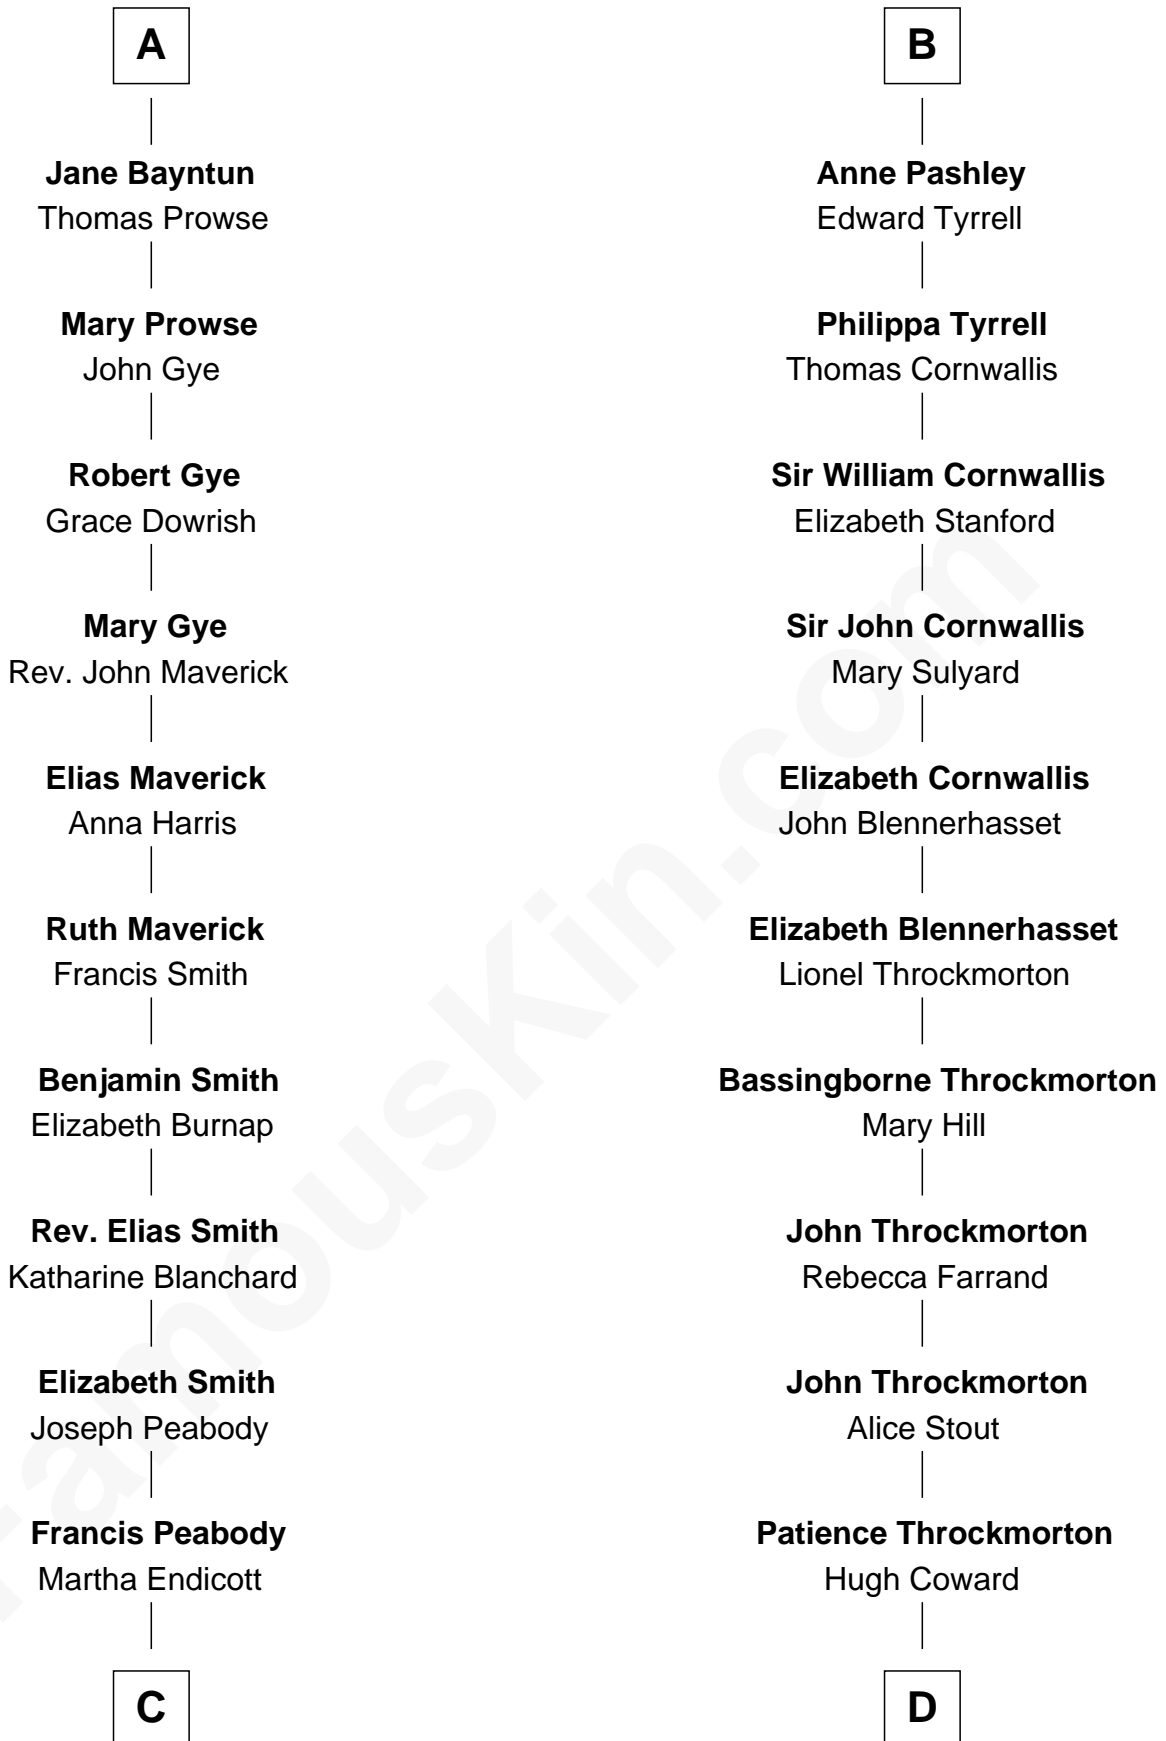 A
Jane Bayntun
Thomas Prowse
Mary Prowse
John Gye
Robert Gye
Grace Dowrish
Mary Gye
Rev. John Maverick
Elias Maverick
Anna Harris
Ruth Maverick
Francis Smith
Benjamin Smith
Elizabeth Burnap
Rev. Elias Smith
Katharine Blanchard
Elizabeth Smith
Joseph Peabody
Francis Peabody
Martha Endicott
C
B
Anne Pashley
Edward Tyrrell
Philippa Tyrrell
Thomas Cornwallis
Sir William Cornwallis
Elizabeth Stanford
Sir John Cornwallis
Mary Sulyard
Elizabeth Cornwallis
John Blennerhasset
Elizabeth Blennerhasset
Lionel Throckmorton
Bassingborne Throckmorton
Mary Hill
John Throckmorton
Rebecca Farrand
John Throckmorton
Alice Stout
Patience Throckmorton
Hugh Coward
D
FamousKin.com